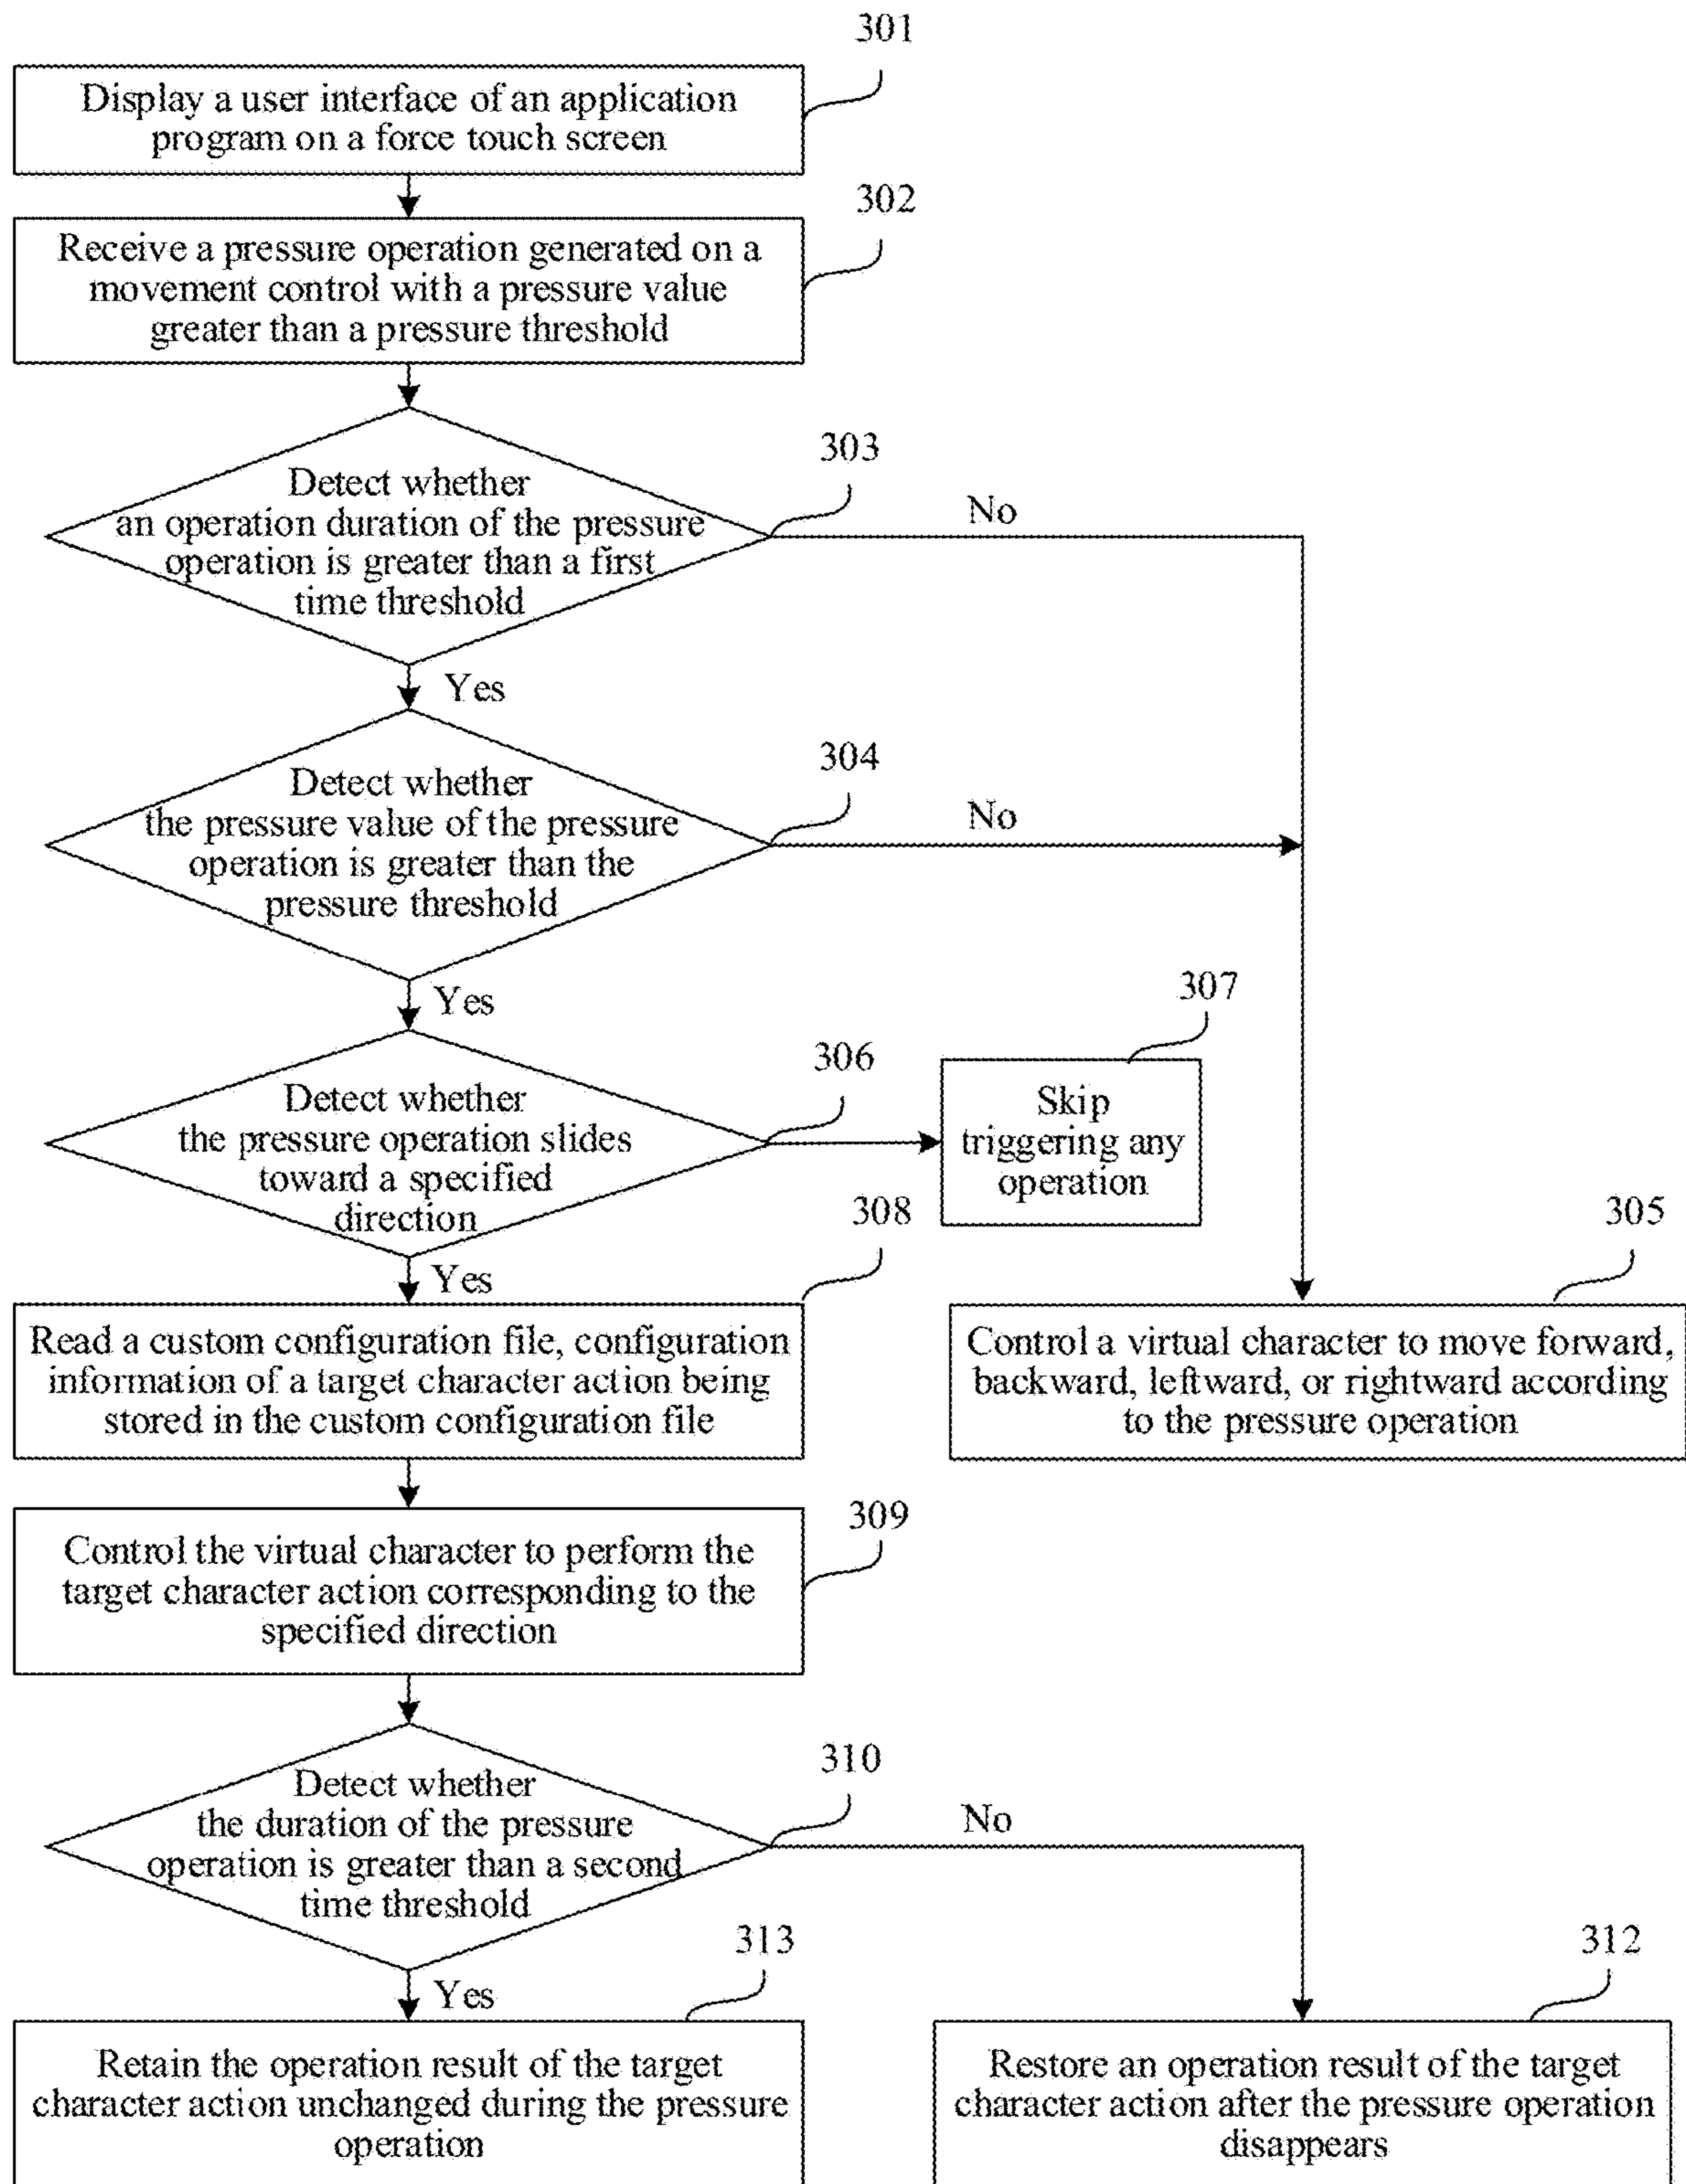 301
Display a user interface of an application
program on a force touch screen
302
Receive a pressure operation generated on a
movement control with a pressure value
greater than a pressure threshold
303
Detect whether
an operation duration of the pressure
operation is greater than a first
time threshold
No
Yes
304
Detect whether
the pressure value of the pressure
operation is greater than the
pressure threshold
No
Yes
306
Detect whether
the pressure operation slides
toward a specified
direction
307
Skip
triggering any
operation
Yes
308
Read a custom configuration file, configuration
information of a target character action being
stored in the custom configuration file
305
Control a virtual character to move forward,
backward, leftward, or rightward according
to the pressure operation
309
Control the virtual character to perform the
target character action corresponding to the
specified direction
310
Detect whether
the duration of the pressure
operation is greater than a second
time threshold
No
Yes
313
Retain the operation result of the target
character action unchanged during the pressure
operation
312
Restore an operation result of the target
character action after the pressure operation
disappears